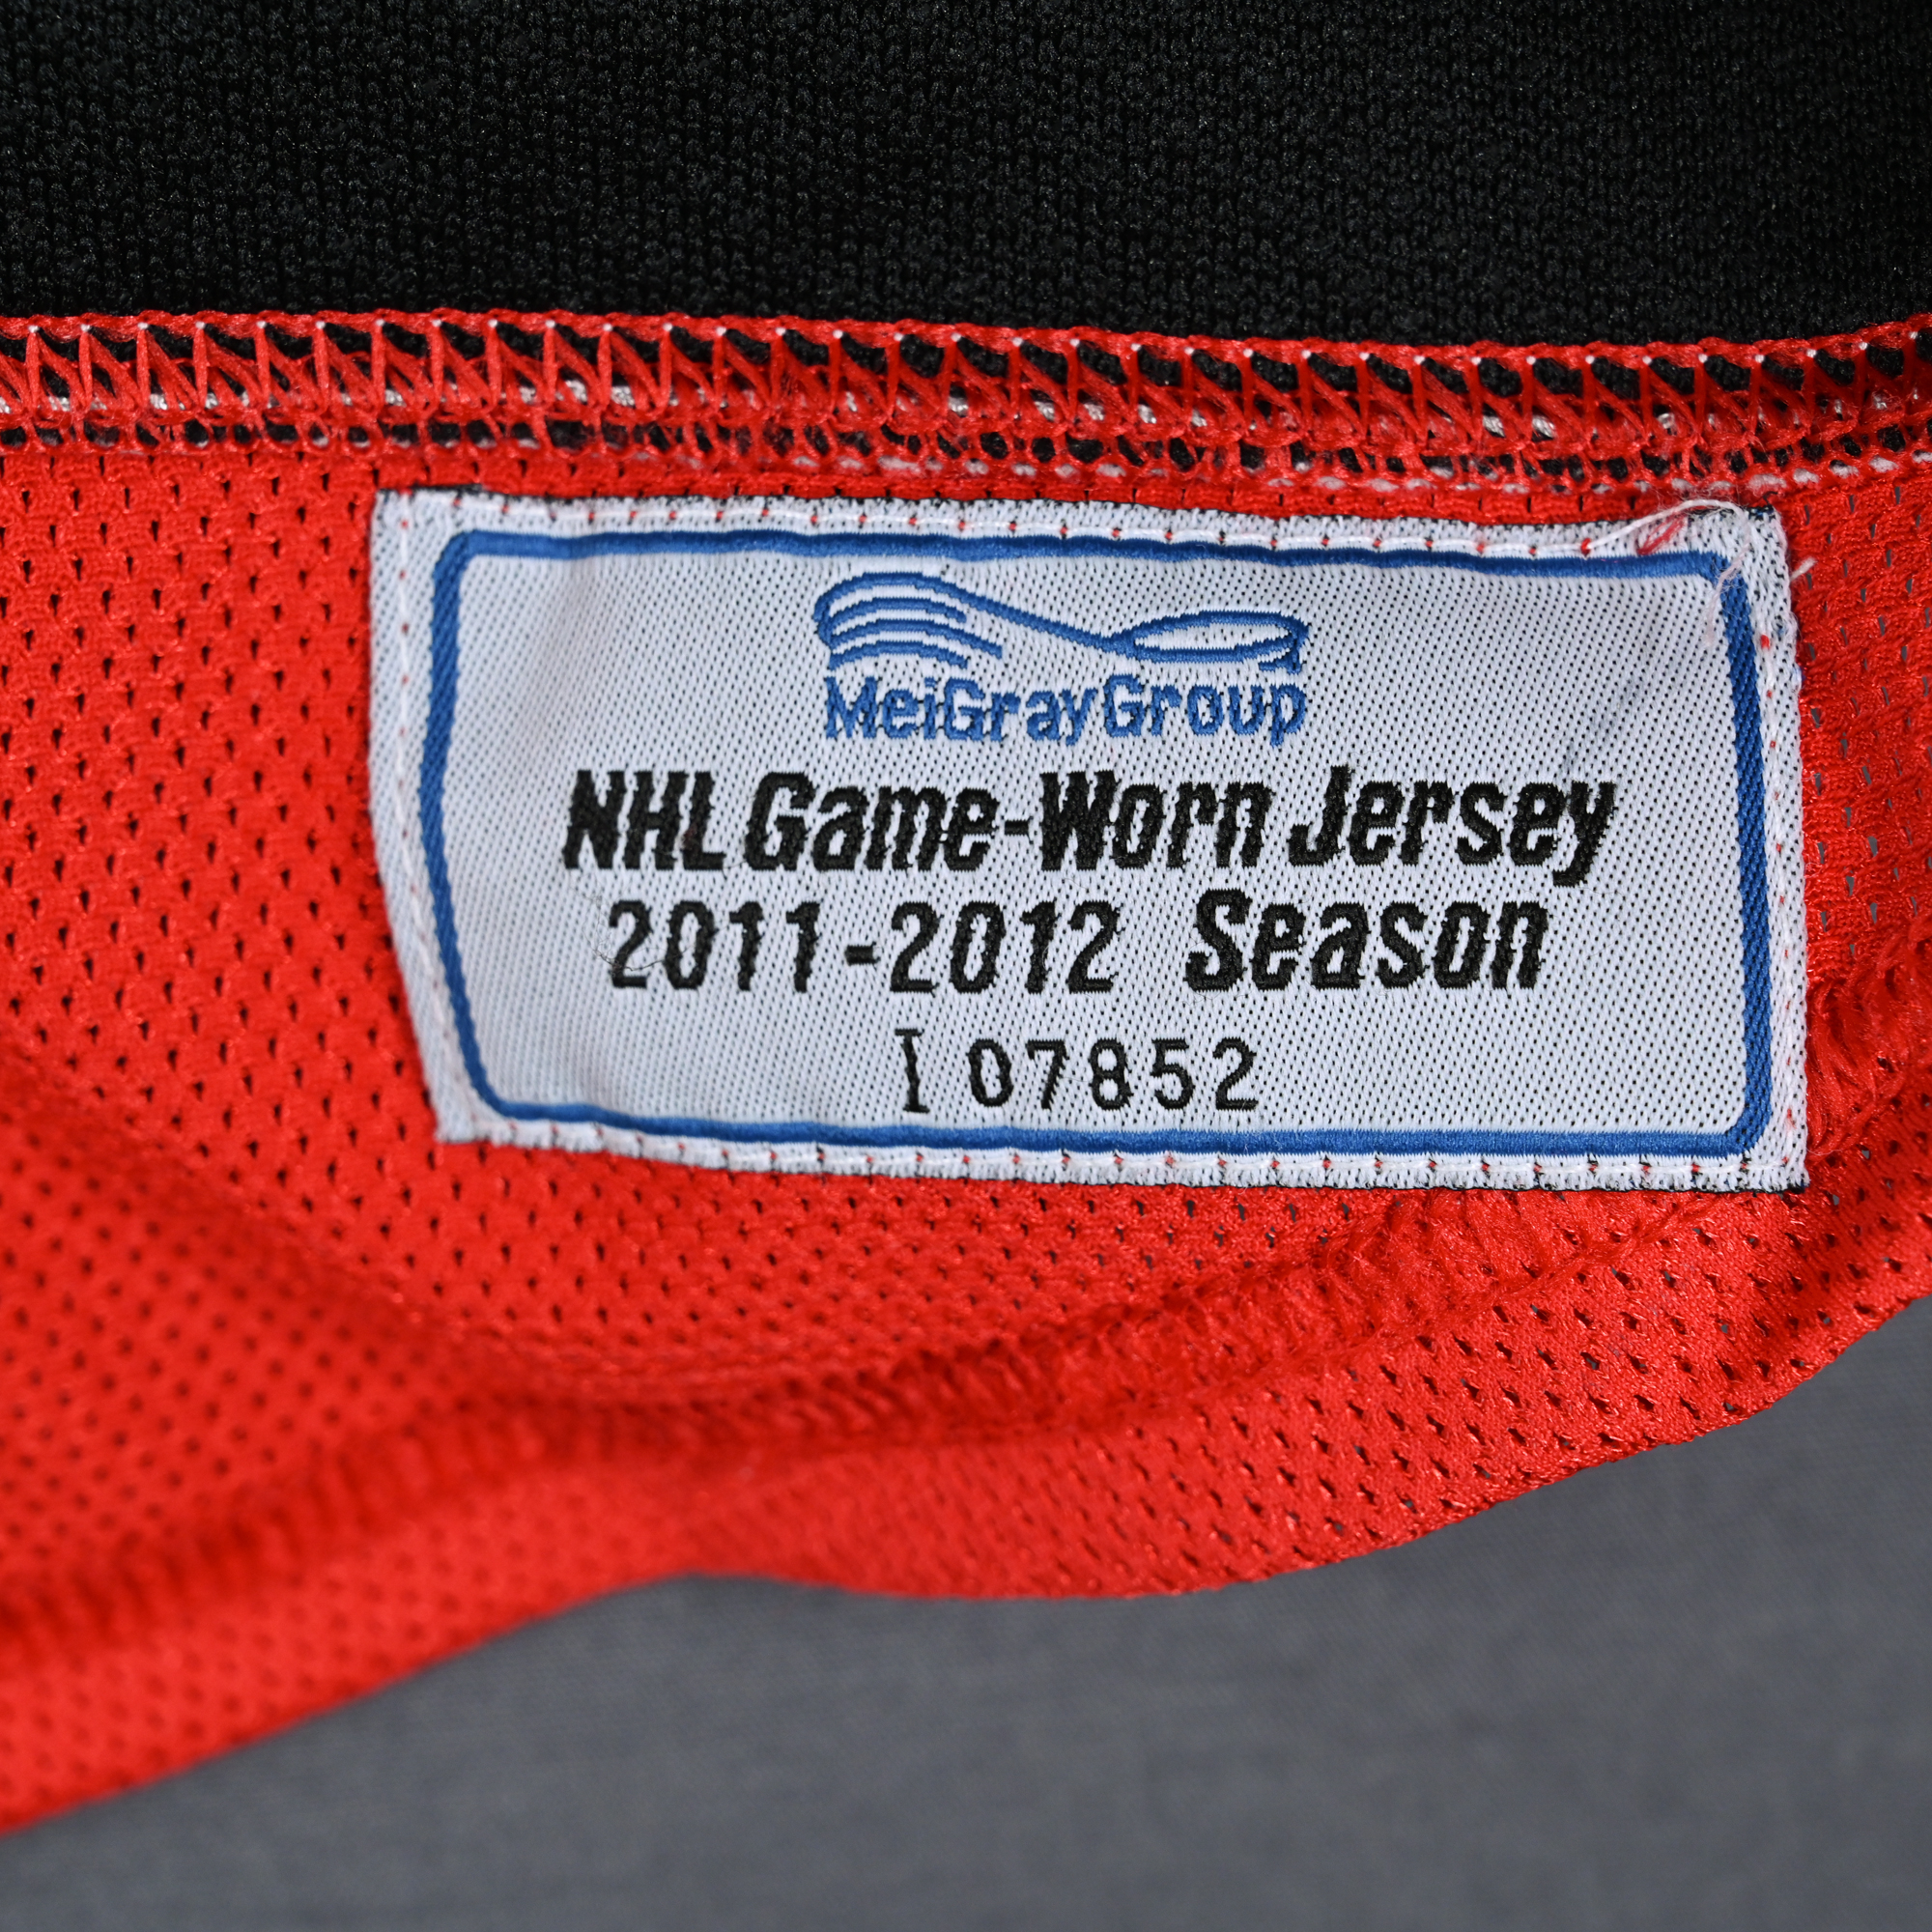 MeiGrayGroup
NHL Game-Worn Jersey
2011-2012 Season
I 07852